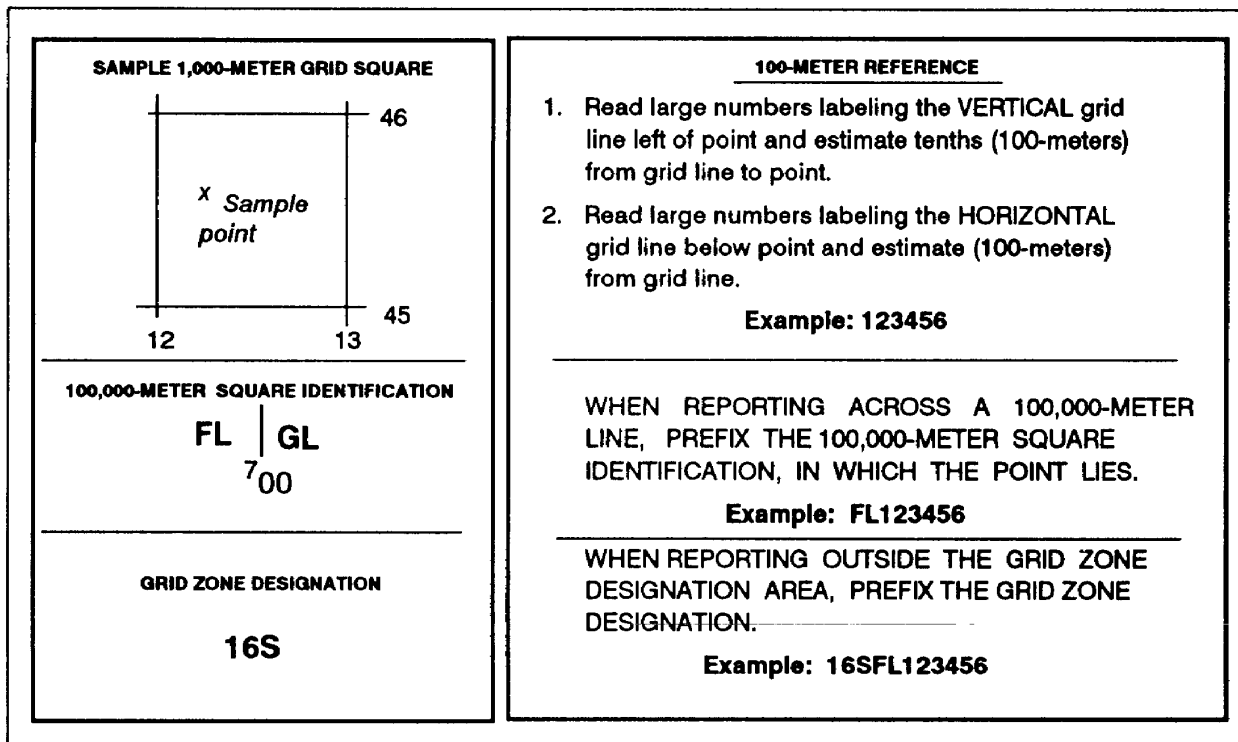 SAMPLE 1,000-METER GRID SQUARE
46
x Sample
point
45
12 13
100,000-METER SQUARE IDENTIFICATION
FL GL
700
GRID ZONE DESIGNATION
16S
100-METER REFERENCE
1. Read large numbers labeling the VERTICAL grid
line left of point and estimate tenths (100-meters)
from grid line to point.
2. Read large numbers labeling the HORIZONTAL
grid line below point and estimate (100-meters)
from grid line.
Example: 123456
WHEN REPORTING ACROSS A 100,000-METER
LINE, PREFIX THE 100,000-METER SQUARE
IDENTIFICATION, IN WHICH THE POINT LIES.
Example: FL123456
WHEN REPORTING OUTSIDE THE GRID ZONE
DESIGNATION AREA, PREFIX THE GRID ZONE
DESIGNATION.
Example: 16SFL123456